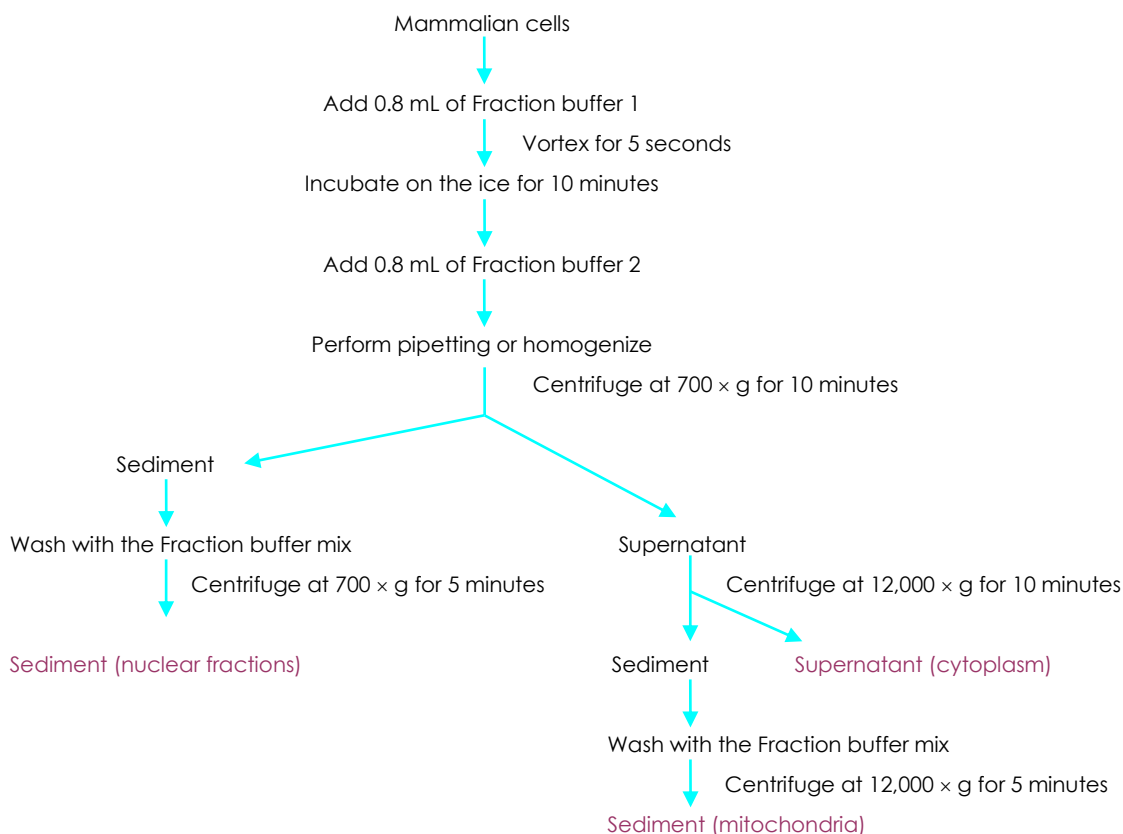 Mammalian cells
Add 0.8 mL of Fraction buffer 1
Vortex for 5 seconds
Incubate on the ice for 10 minutes
Add 0.8 mL of Fraction buffer 2
Perform pipetting or homogenize
Centrifuge at 700 × g for 10 minutes
Sediment
Wash with the Fraction buffer mix
Centrifuge at 700 × g for 5 minutes
Sediment (nuclear fractions)
Supernatant
Centrifuge at 12,000 × g for 10 minutes
Sediment
Supernatant (cytoplasm)
Wash with the Fraction buffer mix
Centrifuge at 12,000 × g for 5 minutes
Sediment (mitochondria)